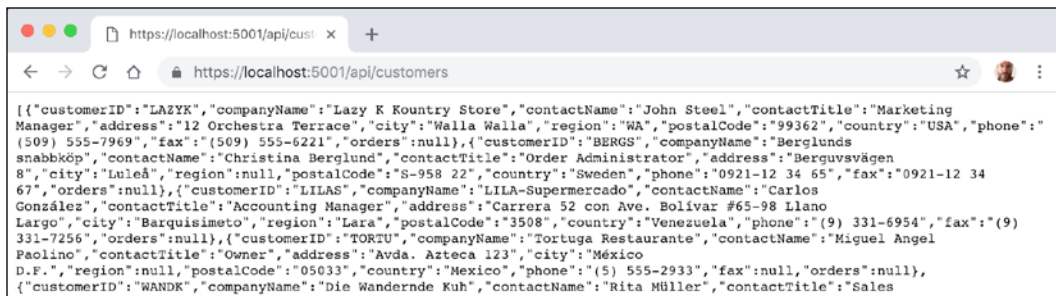 https://localhost:5001/api/cust
https://localhost:5001/api/customers
[{"customerID":"LAZYK","companyName":"Lazy K Kountry Store","contactName":"John Steel","contactTitle":"Marketing
Manager","address":"12 Orchestra Terrace","city":"Walla Walla","region":"WA","postalCode":"99362","country":"USA","phone":"
(509) 555-7969","fax":"(509) 555-6221","orders":null},{"customerID":"BERGS","companyName":"Berglunds
snabbköp","contactName":"Christina Berglund","contactTitle":"Order Administrator","address":"Berguvsvägen
8","city":"Luleå","region":null,"postalCode":"S-958 22","country":"Sweden","phone":"0921-12 34 65","fax":"0921-12 34
67","orders":null},{"customerID":"LILAS","companyName":"LILA-Supermercado","contactName":"Carlos
González","contactTitle":"Accounting Manager","address":"Carrera 52 con Ave. Bolívar #65-98 Llano
Largo","city":"Barquisimeto","region":"Lara","postalCode":"3508","country":"Venezuela","phone":"(9) 331-6954","fax":"(9)
331-7256","orders":null},{"customerID":"TORTU","companyName":"Tortuga Restaurante","contactName":"Miguel Angel
Paolino","contactTitle":"Owner","address":"Avda. Azteca 123","city":"México
D.F.","region":null,"postalCode":"05033","country":"Mexico","phone":"(5) 555-2933","fax":null,"orders":null},
{"customerID":"WANDK","companyName":"Die Wandernde Kuh","contactName":"Rita Müller","contactTitle":"Sales